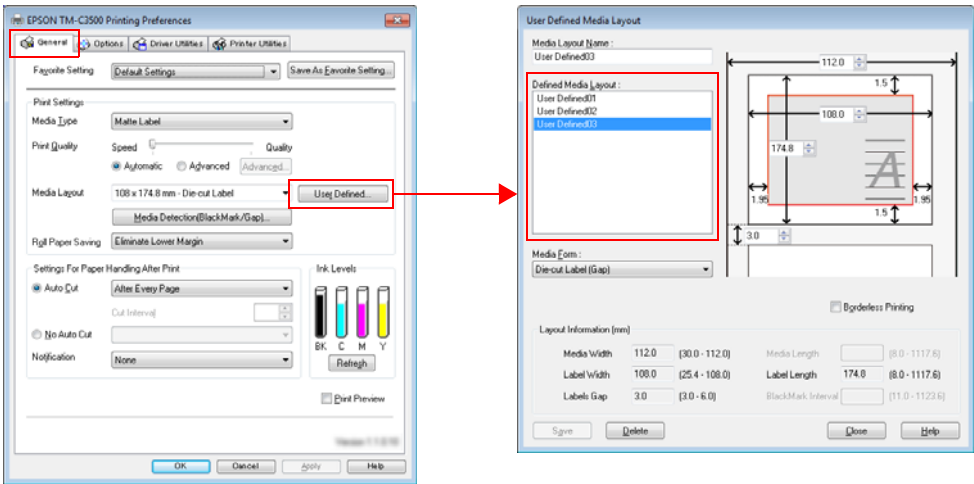 EPSON TM-C3500 Printing Preferences
General
Options
Driver Utilities
Printer Utilities
Favorite Setting
Default Settings
Save As Favorite Setting...
Print Settings
Media Type
Matte Label
Print Quality
Speed
Quality
Automatic
Advanced
Advanced...
Media Layout
108 x 174.8 mm - Die-cut Label
User Defined...
Media Detection(BlackMark/Gap)...
Roll Paper Saving
Eliminate Lower Margin
Settings For Paper Handling After Print
Auto Cut
After Every Page
Cut Interval
No Auto Cut
Notification
None
Ink Levels
BK C M Y
Refresh
Print Preview
OK
Cancel
Apply
Help
User Defined Media Layout
Media Layout Name :
User Defined03
Defined Media Layout :
User Defined01
User Defined02
User Defined03
Media Form :
Die-cut Label (Gap)
112.0
1.5
108.0
174.8
A
1.95
1.95
1.5
3.0
Borderless Printing
Layout Information (mm)
Media Width 112.0 (30.0 - 112.0)
Media Length (8.0 - 1117.6)
Label Width 108.0 (25.4 - 108.0)
Label Length 174.8 (8.0 - 1117.6)
Labels Gap 3.0 (3.0 - 6.0)
BlackMark Interval (11.0 - 1123.6)
Save
Delete
Close
Help